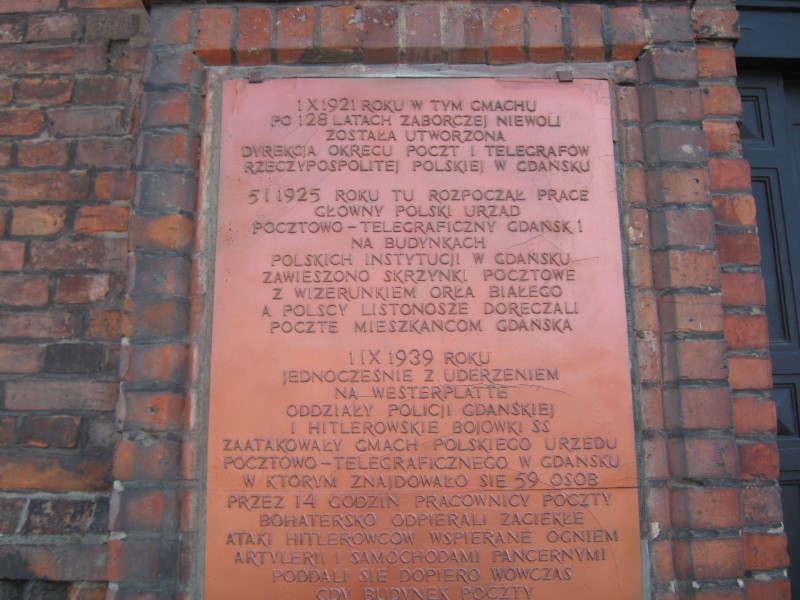 1 X 1921 ROKU W TYM GMACHU
PO 128 LATACH ZABORCZEJ NIEWOLI
ZOSTAŁA UTWORZONA
DYREKCJA OKRĘGU POCZT I TELEGRAFÓW
RZECZYPOSPOLITEJ POLSKIEJ W GDAŃSKU
5 I 1925 ROKU TU ROZPOCZĄŁ PRACĘ
GŁÓWNY POLSKI URZĄD
POCZTOWO-TELEGRAFICZNY GDAŃSK 1
NA BUDYNKACH
POLSKICH INSTYTUCJI W GDAŃSKU
ZAWIESZONO SKRZYNKI POCZTOWE
Z WIZERUNKIEM ORŁA BIAŁEGO
A POLSCY LISTONOSZE DORĘCZALI
POCZTĘ MIESZKAŃCOM GDAŃSKA
1 IX 1939 ROKU
JEDNOCZEŚNIE Z UDERZENIEM
NA WESTERPLATTE
ODDZIAŁY POLICJI GDAŃSKIEJ
I HITLEROWSKIE BOJÓWKI SS
ZAATAKOWAŁY GMACH POLSKIEGO URZĘDU
POCZTOWO-TELEGRAFICZNEGO W GDAŃSKU
W KTÓRYM ZNAJDOWAŁO SIĘ 59 OSÓB
PRZEZ 14 GODZIN PRACOWNICY POCZTY
BOHATERSKO ODPIERALI ZACIEKŁE
ATAKI HITLEROWCÓW WSPIERANE OGNIEM
ARTYLERII I SAMOCHODAMI PANCERNYMI
PODDALI SIĘ DOPIERO WÓWCZAS
GDY BUDYNEK POCZTY